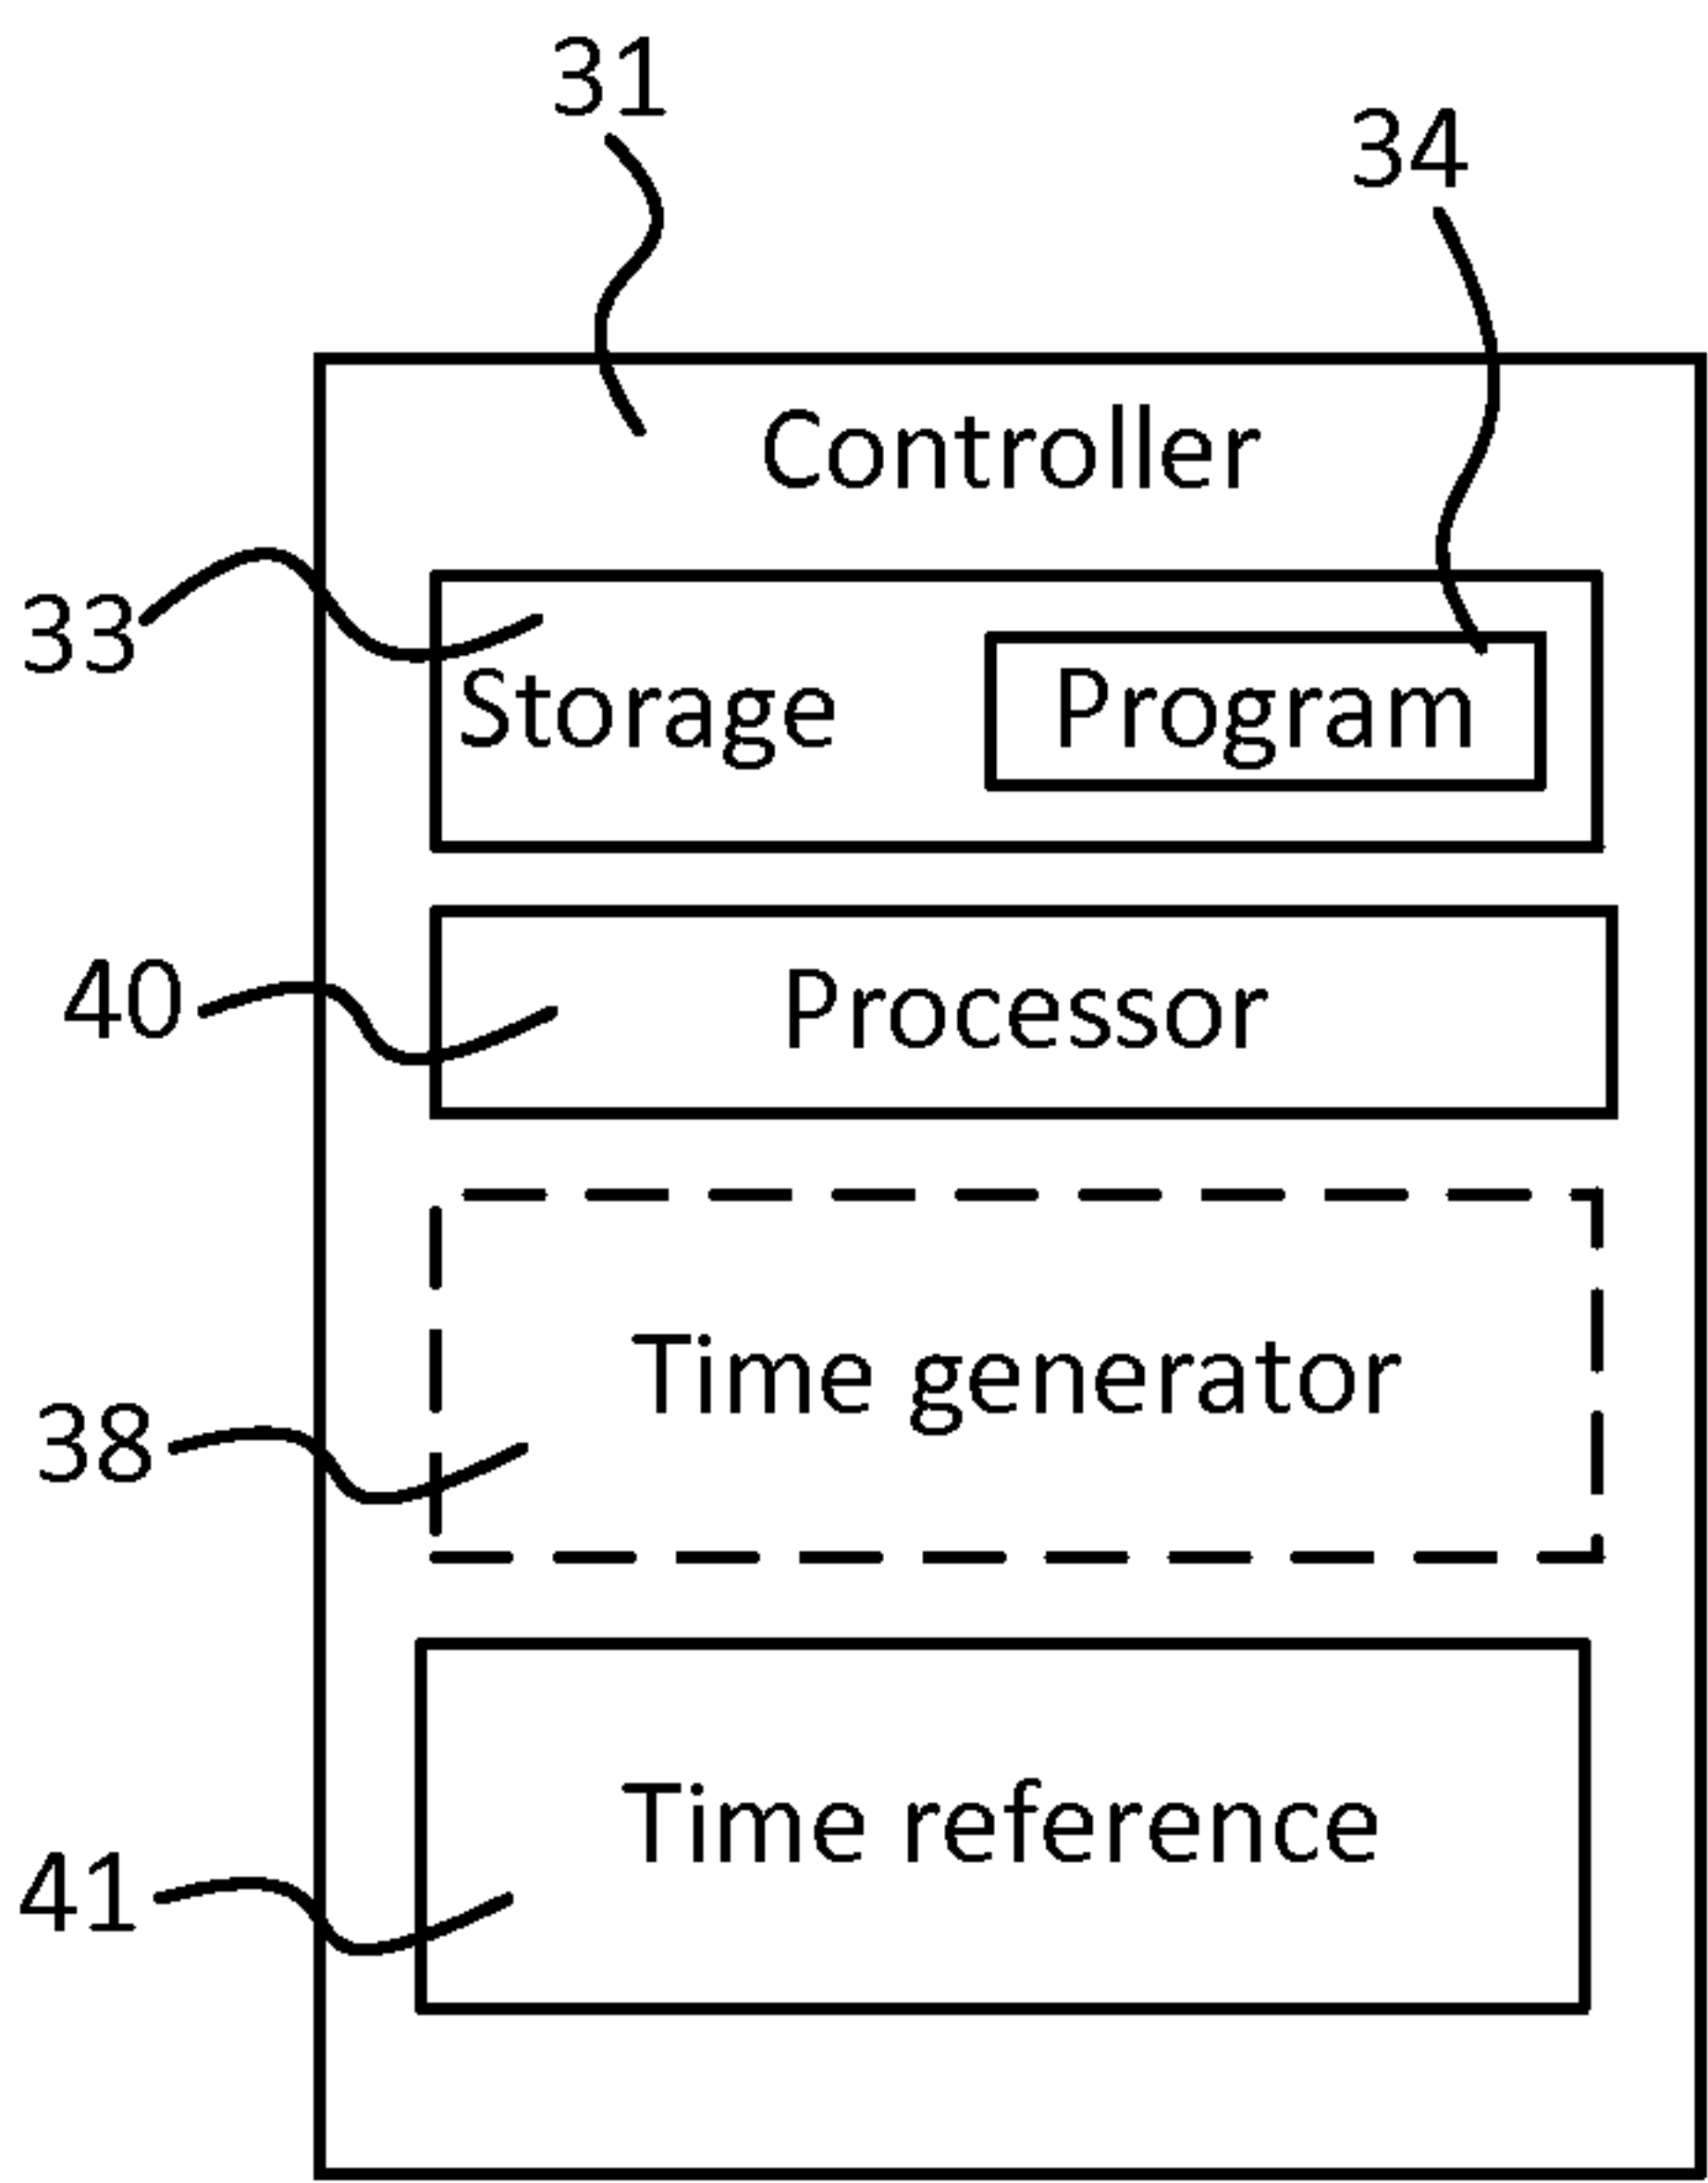 31
34
Controller
33
Storage
Program
40
Processor
Time generator
38
Time reference
41